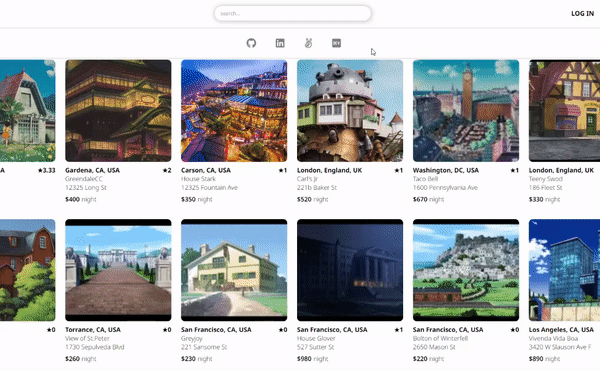 search...
LOG IN
A ★3.33
Gardena, CA, USA ★2
GreendaleCC
12325 Long St
$400 night
Carson, CA, USA ★1
House Stark
12325 Fountain Ave
$350 night
London, England, UK ★1
Carl's Jr
221b Baker St
$520 night
Washington, DC, USA ★1
Taco Bell
1600 Pennsylvania Ave
$670 night
London, England, UK
Teeny Swod
186 Fleet St
$330 night
★0
Torrance, CA, USA ★0
View of St.Peter
1730 Sepulveda Blvd
$260 night
San Francisco, CA, USA ★0
Greyjoy
221 Sansome St
$230 night
San Francisco, CA, USA ★1
House Glover
527 Sutter St
$980 night
San Francisco, CA, USA ★0
Bolton of Winterfell
2650 Mason St
$220 night
Los Angeles, CA, USA
Vivenda Vida Boa
3420 W Slauson Ave F
$890 night